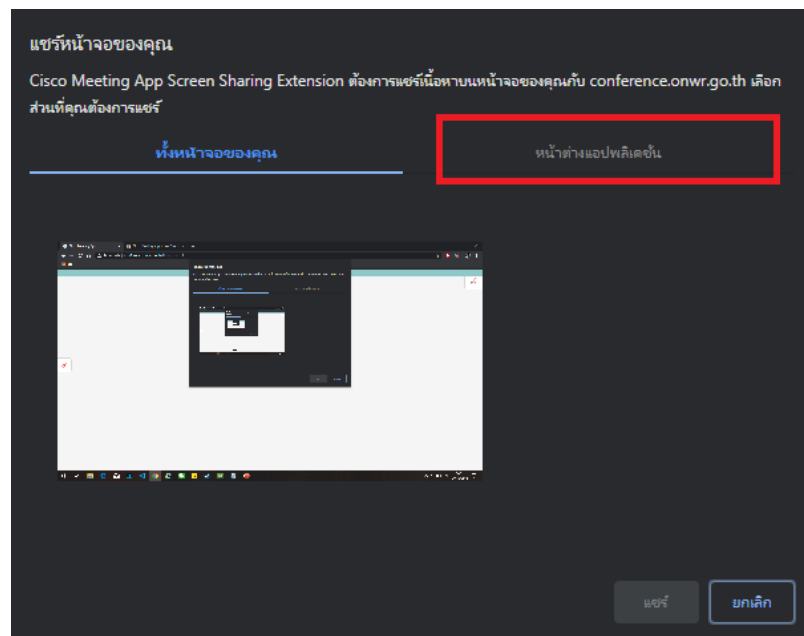 แชร์หน้าจอของคุณ
Cisco Meeting App Screen Sharing Extension ต้องการแชร์เนื้อหาบนหน้าจอของคุณกับ conference.onwr.go.th เลือก
ส่วนที่คุณต้องการแชร์
ทั้งหน้าจอของคุณ
หน้าต่างแอปพลิเคชัน
แชร์
ยกเลิก